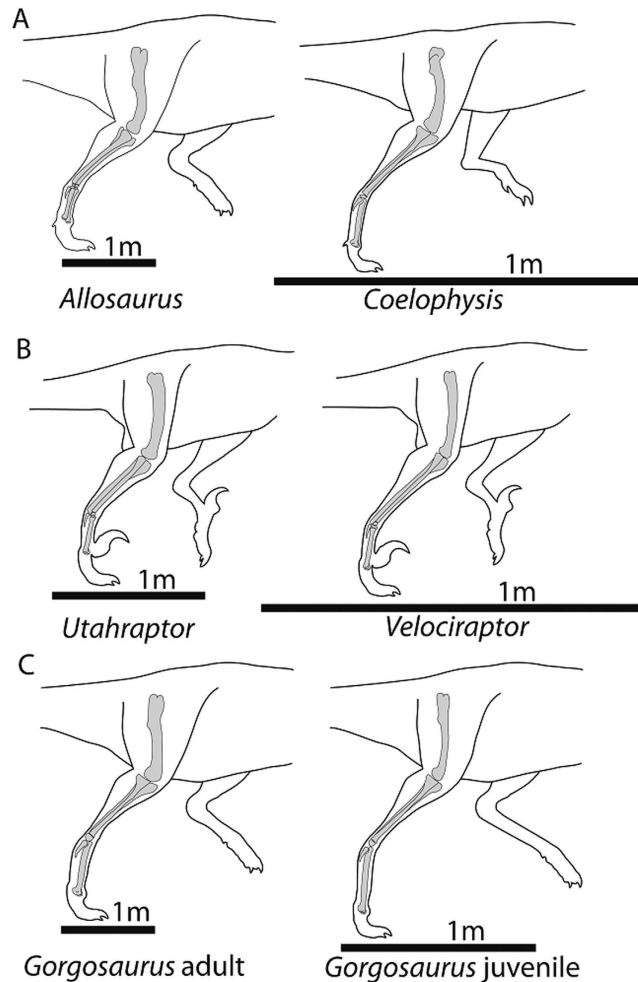 A
1m
1m
Allosaurus
Coelophysis
B
1m
1m
Utahraptor
Velociraptor
C
1m
1m
Gorgosaurus adult
Gorgosaurus juvenile